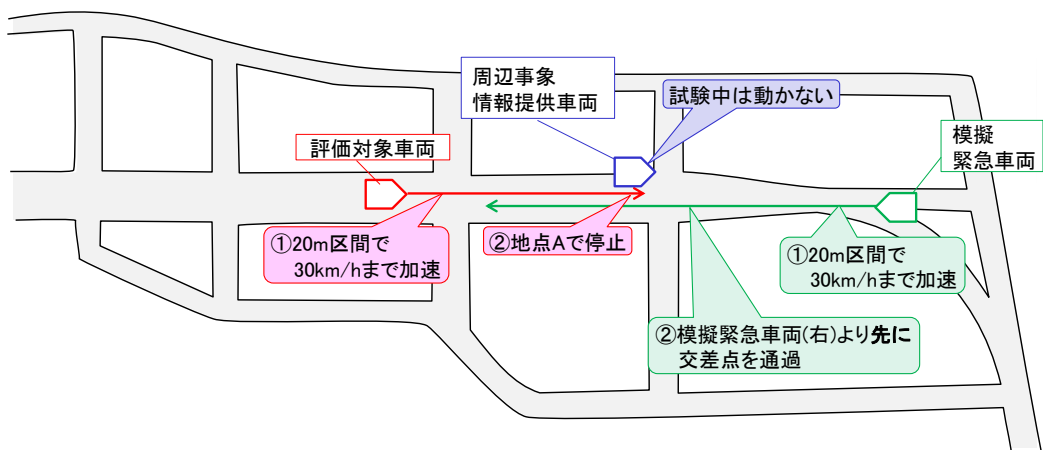 周辺事象
情報提供車両
試験中は動かない
模擬
緊急車両
評価対象車両
①20m区間で
30km/hまで加速
②地点Aで停止
①20m区間で
30km/hまで加速
②模擬緊急車両(右)より先に
交差点を通過